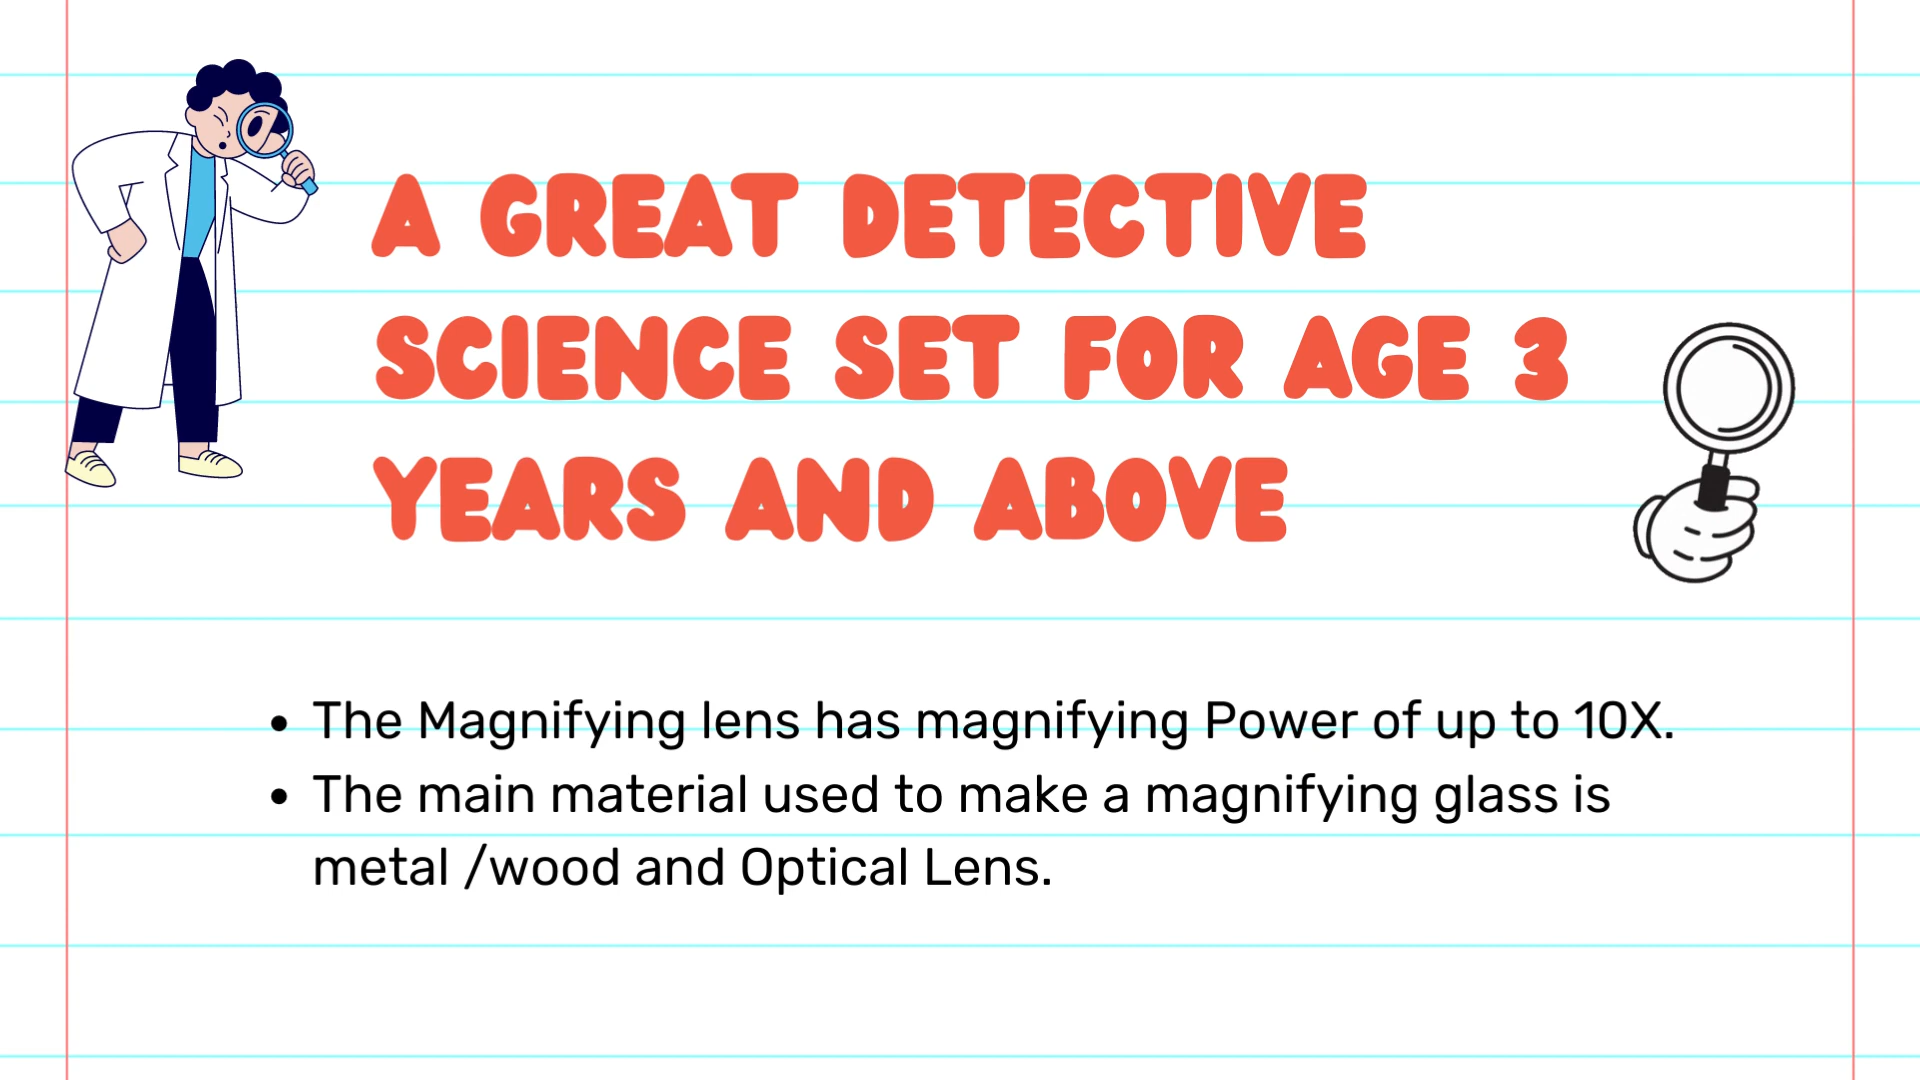 A GREAT DETECTIVE
SCIENCE SET FOR AGE 3
YEARS AND ABOVE
• The Magnifying lens has magnifying Power of up to 10X.
• The main material used to make a magnifying glass is
metal /wood and Optical Lens.